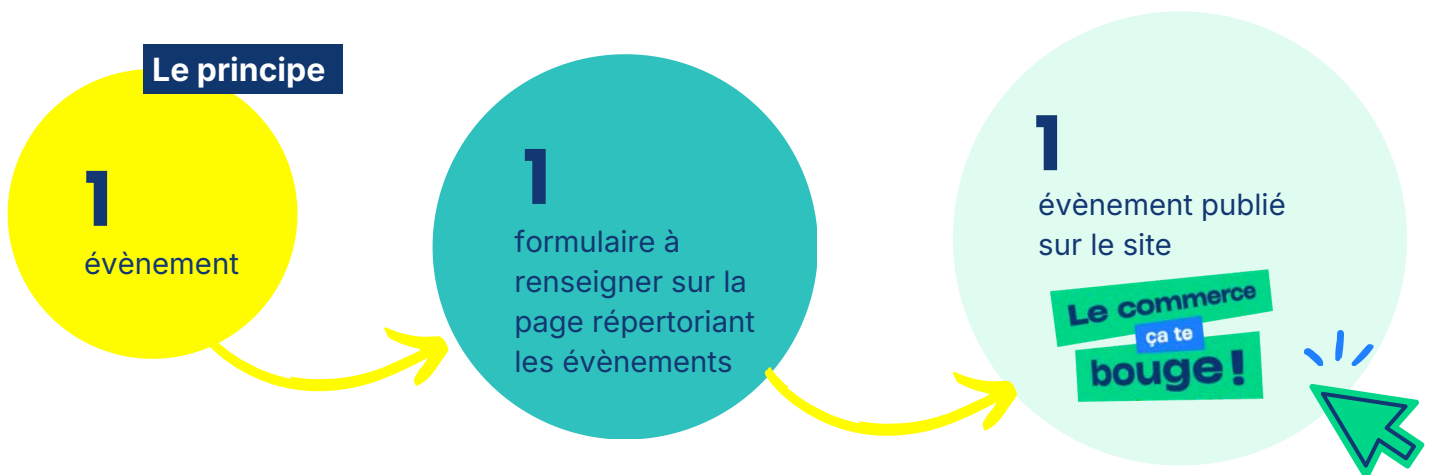 Le principe
1
évènement
1
formulaire à
renseigner sur la
page répertoriant
les évènements
1
évènement publié
sur le site
Le commerce
ça te
bouge !